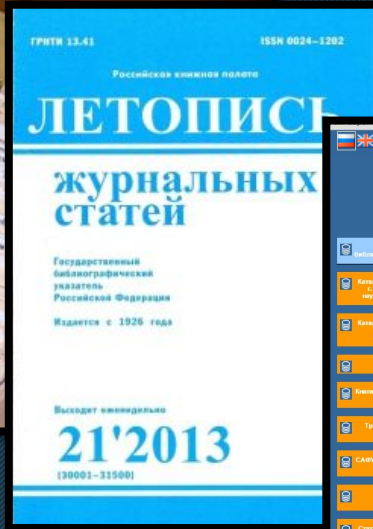 ГРНТИ 13.41
ISSN 0024–1202
Российская книжная палата
ЛЕТОПИСЬ
журнальных
статей
Государственный
библиографический
указатель
Российской Федерации
Издается с 1926 года
Выходит еженедельно
21'2013
(30001–31500)